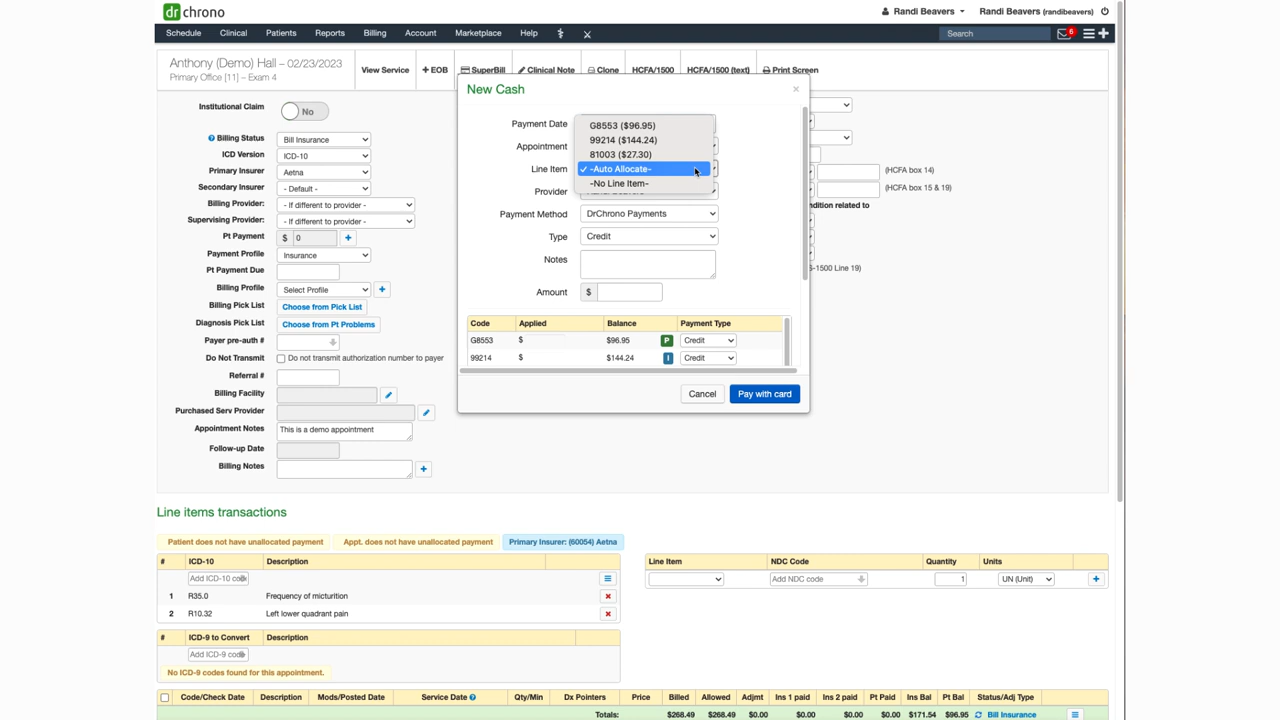 dr chrono
Randi Beavers
Randi Beavers (randibeavers)
Schedule Clinical Patients Reports Billing Account Marketplace Help
Search
6
Anthony (Demo) Hall – 02/23/2023
Primary Office [11] – Exam 4
View Service
+ EOB
SuperBill
Clinical Note
Clone
HCFA/1500
HCFA/1500 (text)
Print Screen
Institutional Claim No
Billing Status Bill Insurance
ICD Version ICD-10
Primary Insurer Aetna
Secondary Insurer - Default -
Billing Provider: - If different to provider -
Supervising Provider: - If different to provider -
Pt Payment $ 0
Payment Profile Insurance
Pt Payment Due
Billing Profile Select Profile
Billing Pick List Choose from Pick List
Diagnosis Pick List Choose from Pt Problems
Payer pre-auth #
Do Not Transmit Do not transmit authorization number to payer
Referral #
Billing Facility
Purchased Serv Provider
Appointment Notes This is a demo appointment
Follow-up Date
Billing Notes
New Cash ×
Payment Date
Appointment
Line Item
Provider
G8553 ($96.95)
99214 ($144.24)
81003 ($27.30)
✓ -Auto Allocate-
-No Line Item-
Payment Method DrChrono Payments
Type Credit
Notes
Amount $
Code Applied Balance Payment Type
G8553 $ $96.95 P Credit
99214 $ $144.24 I Credit
Cancel
Pay with card
(HCFA box 14)
(HCFA box 15 & 19)
ndition related to
-1500 Line 19)
Line items transactions
Patient does not have unallocated payment
Appt. does not have unallocated payment
Primary Insurer: (60054) Aetna
# ICD-10 Description
Add ICD-10 code
1 R35.0 Frequency of micturition
2 R10.32 Left lower quadrant pain
# ICD-9 to Convert Description
Add ICD-9 code
No ICD-9 codes found for this appointment.
Line Item NDC Code Quantity Units
Add NDC code 1 UN (Unit)
Code/Check Date Description Mods/Posted Date Service Date Qty/Min Dx Pointers Price Billed Allowed Adjmt Ins 1 paid Ins 2 paid Pt Paid Ins Bal Pt Bal Status/Adj Type
Totals: $268.49 $268.49 $0.00 $0.00 $0.00 $0.00 $171.54 $96.95 Bill Insurance